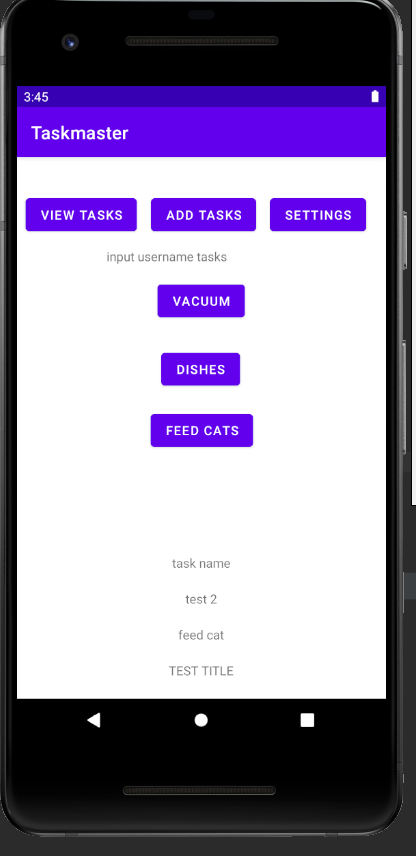 3:45
Taskmaster
VIEW TASKS ADD TASKS SETTINGS
input username tasks
VACUUM
DISHES
FEED CATS
task name
test 2
feed cat
TEST TITLE